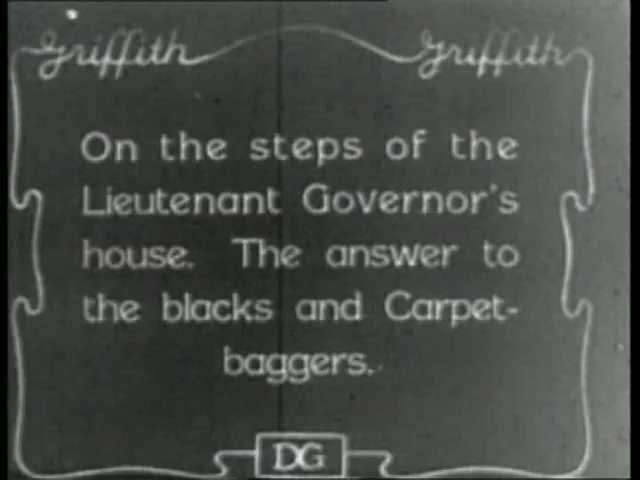 Griffith Griffith
On the steps of the
Lieutenant Governor's
house. The answer to
the blacks and Carpet-
baggers.
DG